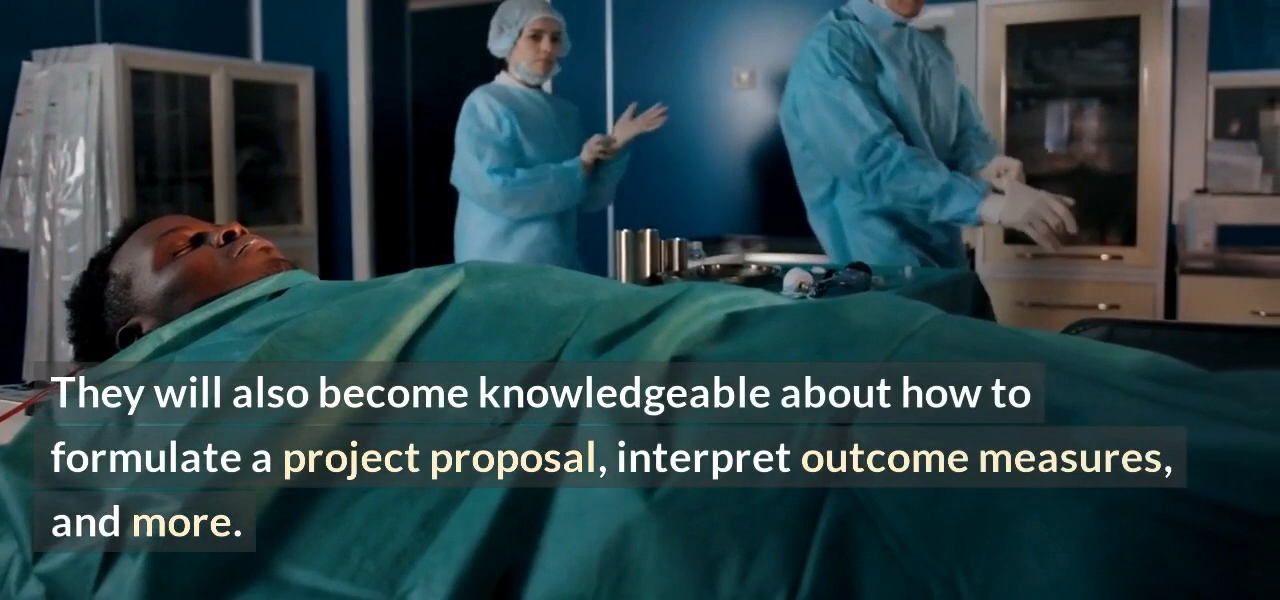 They will also become knowledgeable about how to
formulate a project proposal, interpret outcome measures,
and more.